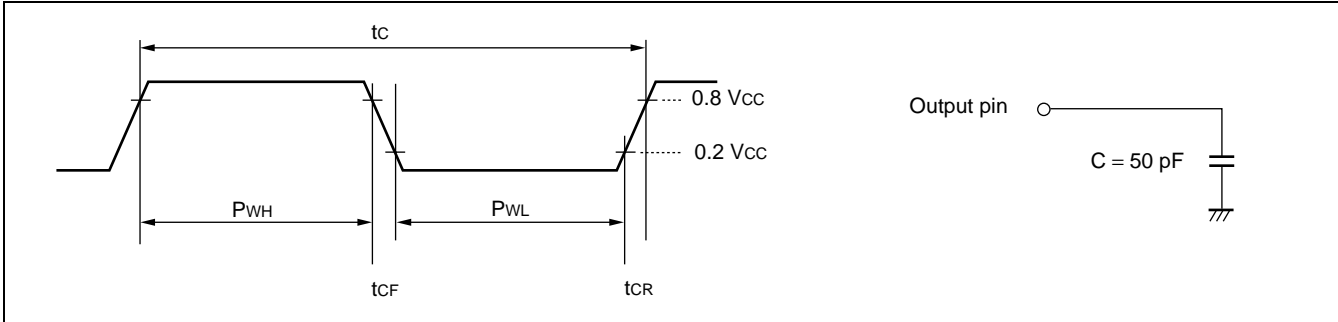 tC
0.8 VCC
0.2 VCC
PWH
PWL
tCF
tCR
Output pin
C = 50 pF